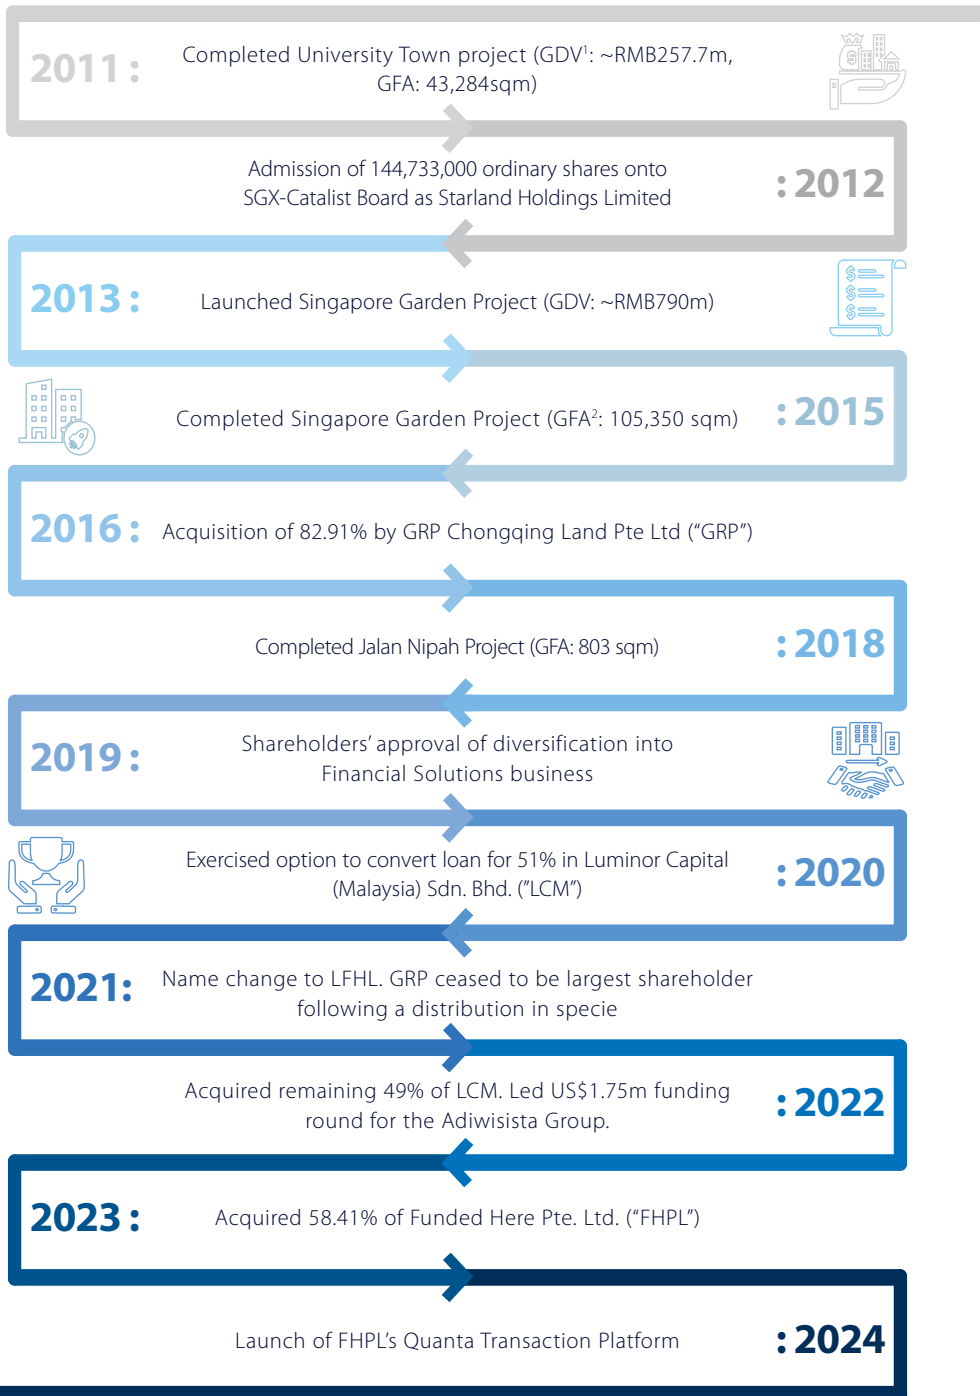 2011 :
Completed University Town project (GDV¹: ~RMB257.7m,
GFA: 43,284sqm)
Admission of 144,733,000 ordinary shares onto
SGX-Catalist Board as Starland Holdings Limited
: 2012
2013 :
Launched Singapore Garden Project (GDV: ~RMB790m)
$
$
$
Completed Singapore Garden Project (GFA²: 105,350 sqm)
: 2015
2016 :
Acquisition of 82.91% by GRP Chongqing Land Pte Ltd (“GRP”)
Completed Jalan Nipah Project (GFA: 803 sqm)
: 2018
2019 :
Shareholders’ approval of diversification into
Financial Solutions business
Exercised option to convert loan for 51% in Luminor Capital
(Malaysia) Sdn. Bhd. (”LCM”)
: 2020
2021:
Name change to LFHL. GRP ceased to be largest shareholder
following a distribution in specie
Acquired remaining 49% of LCM. Led US$1.75m funding
round for the Adiwisista Group.
: 2022
2023 :
Acquired 58.41% of Funded Here Pte. Ltd. (“FHPL”)
Launch of FHPL’s Quanta Transaction Platform
: 2024